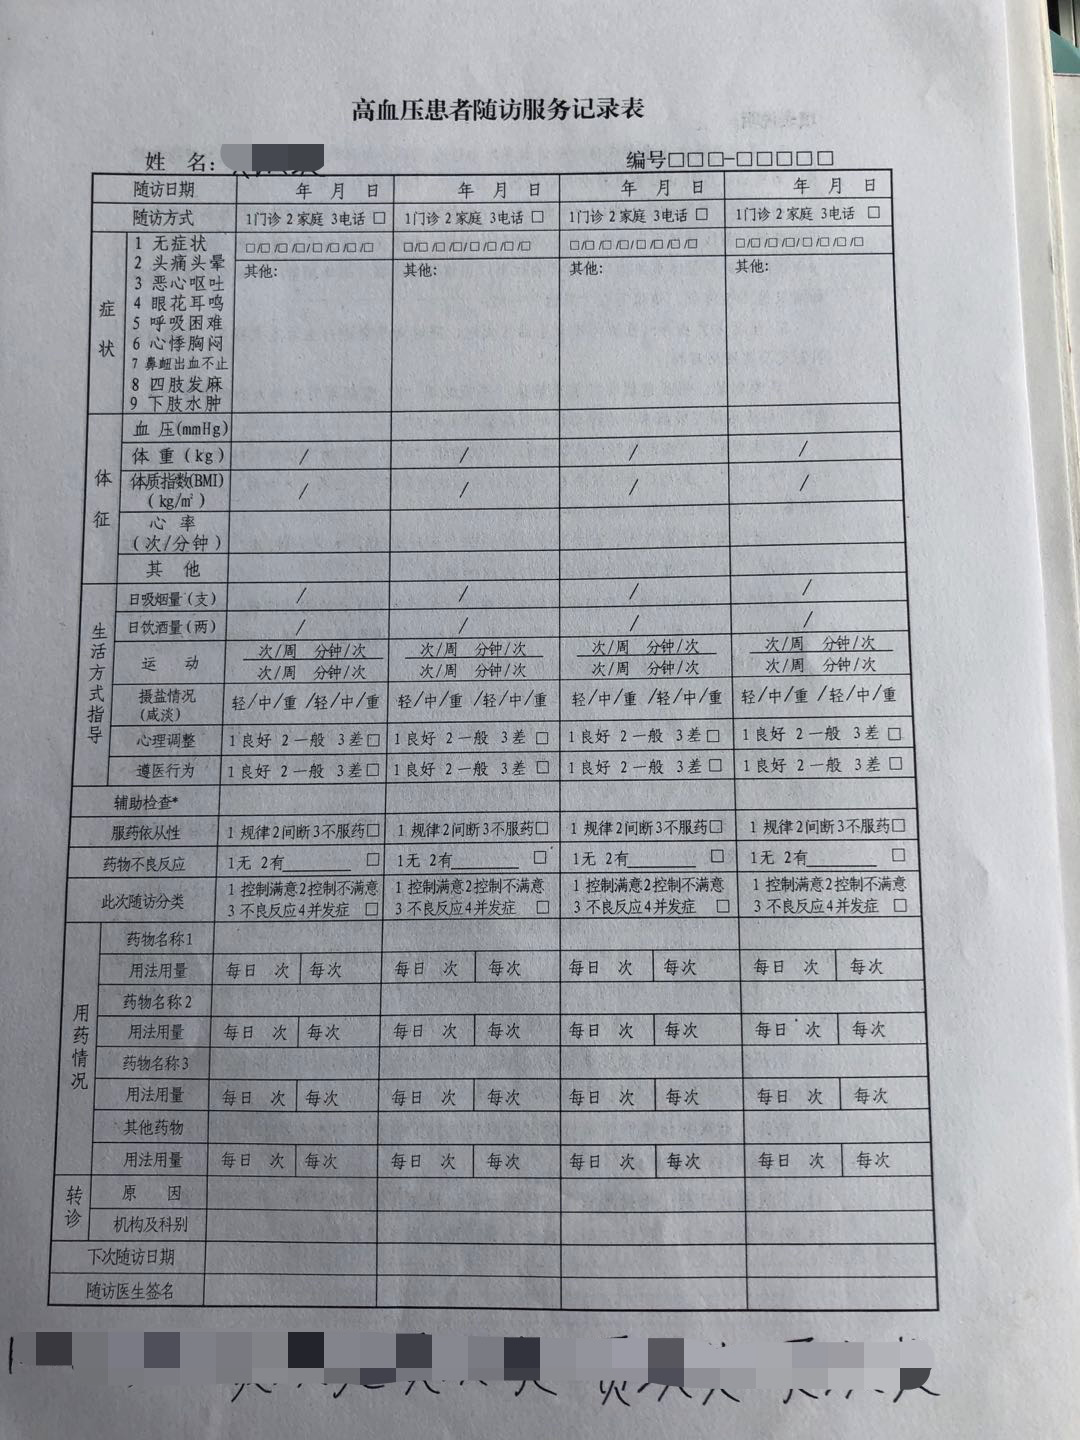 高血压患者随访服务记录表
姓 名： 编号□□□-□□□□□
随访日期 年 月 日 年 月 日 年 月 日 年 月 日
随访方式 1门诊 2 家庭 3电话 □ 1门诊 2 家庭 3电话 □ 1门诊 2 家庭 3电话 □ 1门诊 2 家庭 3电话 □
症状
1 无症状 □/□/□/□/□/□/□/□ □/□/□/□/□/□/□/□ □/□/□/□/□/□/□/□ □/□/□/□/□/□/□/□
2 头痛头晕 其他： 其他： 其他： 其他：
3 恶心呕吐
4 眼花耳鸣
5 呼吸困难
6 心悸胸闷
7 鼻衄出血不止
8 四肢发麻
9 下肢水肿
体征
血 压(mmHg)
体 重 (kg) / / / /
体质指数(BMI)
(kg/㎡) / / / /
心 率
(次/分钟)
其 他
生活方式指导
日吸烟量(支) / / / /
日饮酒量(两) / / / /
运 动 次/周 分钟/次 次/周 分钟/次 次/周 分钟/次 次/周 分钟/次
次/周 分钟/次 次/周 分钟/次 次/周 分钟/次 次/周 分钟/次
摄盐情况
(咸淡) 轻/中/重 /轻/中/重 轻/中/重 /轻/中/重 轻/中/重 /轻/中/重 轻/中/重 /轻/中/重
心理调整 1良好 2一般 3差□ 1良好 2一般 3差□ 1良好 2一般 3差□ 1良好 2一般 3差□
遵医行为 1良好 2一般 3差□ 1良好 2一般 3差□ 1良好 2一般 3差□ 1良好 2一般 3差□
辅助检查*
服药依从性 1 规律2间断3不服药□ 1 规律2间断3不服药□ 1 规律2间断3不服药□ 1 规律2间断3不服药□
药物不良反应 1无 2有______ □ 1无 2有______ □ 1无 2有______ □ 1无 2有______ □
此次随访分类 1 控制满意2控制不满意 1 控制满意2控制不满意 1 控制满意2控制不满意 1 控制满意2控制不满意
3 不良反应4并发症 □ 3 不良反应4并发症 □ 3 不良反应4并发症 □ 3 不良反应4并发症 □
用药情况
药物名称1
用法用量 每日 次 每次 每日 次 每次 每日 次 每次 每日 次 每次
药物名称2
用法用量 每日 次 每次 每日 次 每次 每日 次 每次 每日 次 每次
药物名称3
用法用量 每日 次 每次 每日 次 每次 每日 次 每次 每日 次 每次
其他药物
用法用量 每日 次 每次 每日 次 每次 每日 次 每次 每日 次 每次
转诊
原 因
机构及科别
下次随访日期
随访医生签名